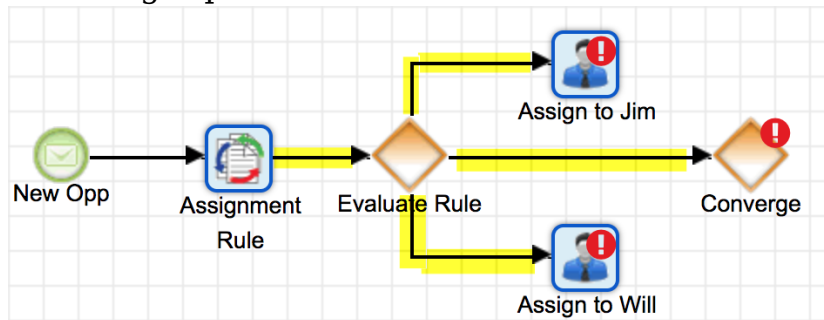 Assign to Jim
New Opp
Assignment
Rule
Evaluate Rule
Converge
Assign to Will